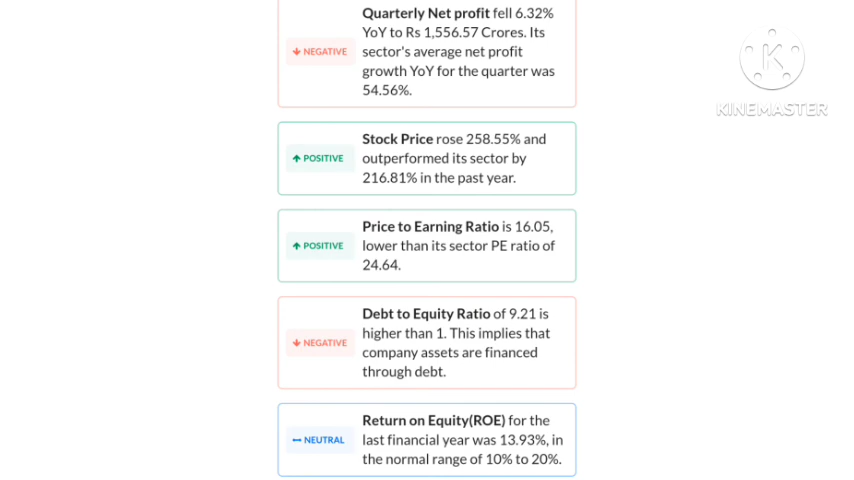 Quarterly Net profit fell 6.32%
YoY to Rs 1,556.57 Crores. Its
NEGATIVE
sector's average net profit
growth YoY for the quarter was
54.56%.
KINEMASTER
Stock Price rose 258.55% and
POSITIVE
outperformed its sector by
216.81% in the past year.
Price to Earning Ratio is 16.05,
POSITIVE
lower than its sector PE ratio of
24.64.
Debt to Equity Ratio of 9.21 is
higher than 1. This implies that
NEGATIVE
company assets are financed
through debt.
Return on Equity(ROE) for the
NEUTRAL
last financial year was 13.93%, in
the normal range of 10% to 20%.